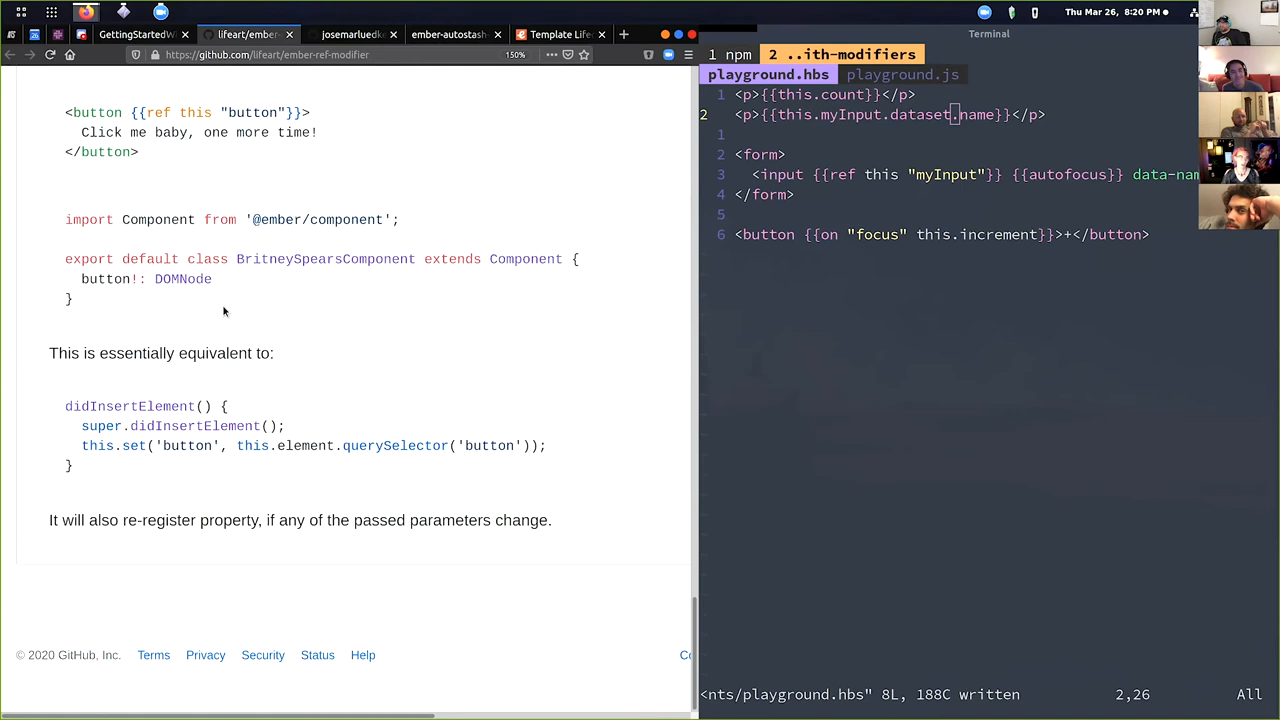 Thu Mar 26, 8:20 PM
GettingStartedWi
lifeart/ember-
josemarluedk
ember-autostash-
Template Lifec
https://github.com/lifeart/ember-ref-modifier
150%
<button {{ref this "button"}}>
Click me baby, one more time!
</button>
import Component from '@ember/component';
export default class BritneySpearsComponent extends Component {
button!: DOMNode
}
This is essentially equivalent to:
didInsertElement() {
super.didInsertElement();
this.set('button', this.element.querySelector('button'));
}
It will also re-register property, if any of the passed parameters change.
© 2020 GitHub, Inc. Terms Privacy Security Status Help Co
Terminal
1 npm 2 ..ith-modifiers
playground.hbs playground.js
1 <p>{{this.count}}</p>
2 <p>{{this.myInput.dataset.name}}</p>
1
2 <form>
3 <input {{ref this "myInput"}} {{autofocus}} data-nam
4 </form>
5
6 <button {{on "focus" this.increment}}>+</button>
<nts/playground.hbs" 8L, 188C written 2,26 All